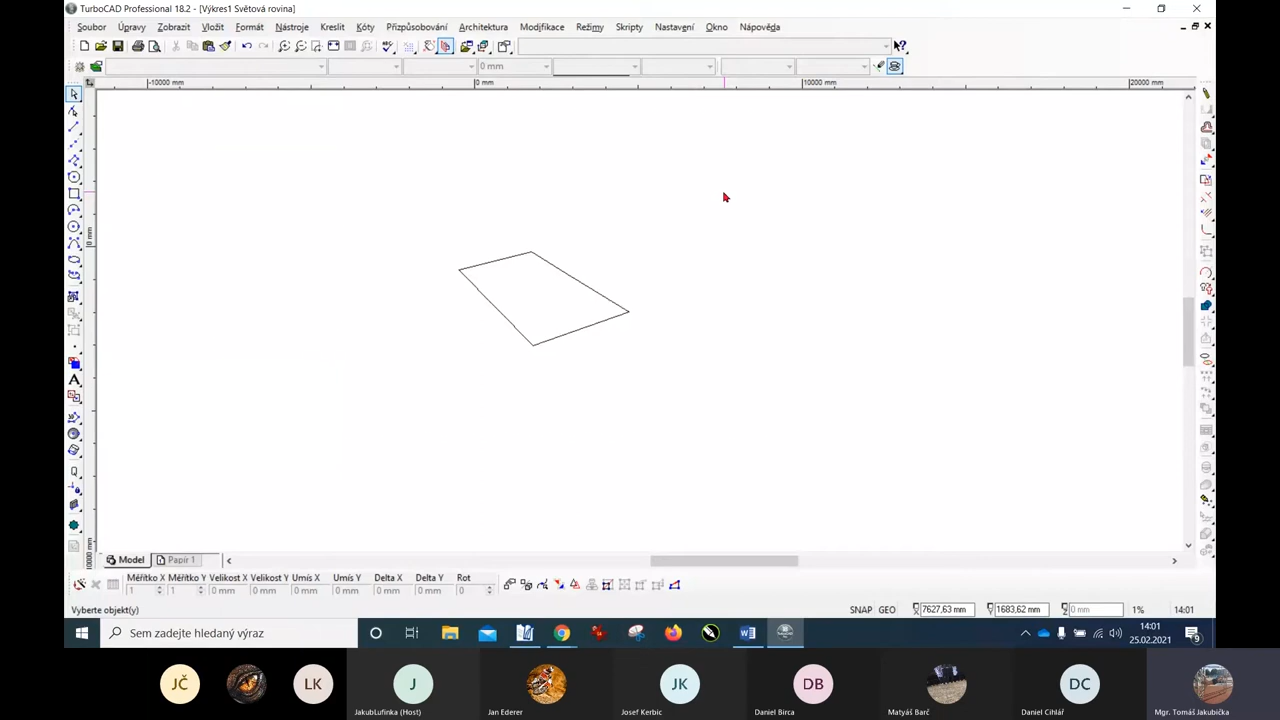 TurboCAD Professional 18.2 - [Výkres1 Světová rovina]
Soubor Úpravy Zobrazit Vložit Formát Nástroje Kreslit Kóty Přizpůsobování Architektura Modifikace Režimy Skripty Nastavení Okno Nápověda
0 mm
-10000 mm 0 mm 10000 mm 20000 mm
0 mm
Model Papír 1
Měřítko X Měřítko Y Velikost X Velikost Y Umís X Umís Y Delta X Delta Y Rot
1 1 0 mm 0 mm 0 mm 0 mm 0 mm 0 mm 0
Vyberte objekt(y) SNAP GEO 7627,63 mm 1683,62 mm 0 mm 1% 14:01
Sem zadejte hledaný výraz
14:01
25.02.2021
9
JČ LK J JK DB DC
JakubLufinka (Host) Jan Ederer Josef Kerbic Daniel Birca Matyáš Barč Daniel Cihlář Mgr. Tomáš Jakubička